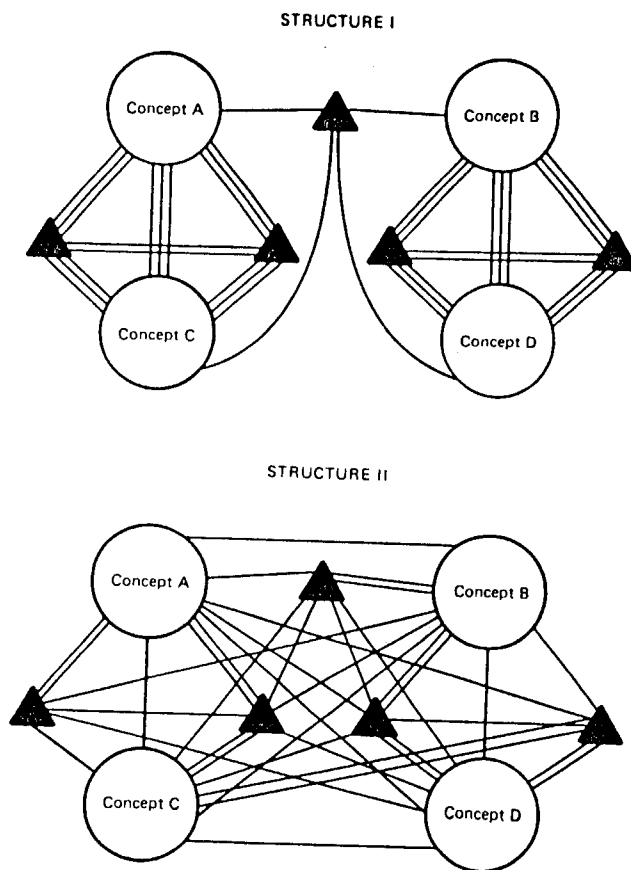 STRUCTURE I
Concept A
Concept B
Concept C
Concept D
STRUCTURE II
Concept A
Concept B
Concept C
Concept D